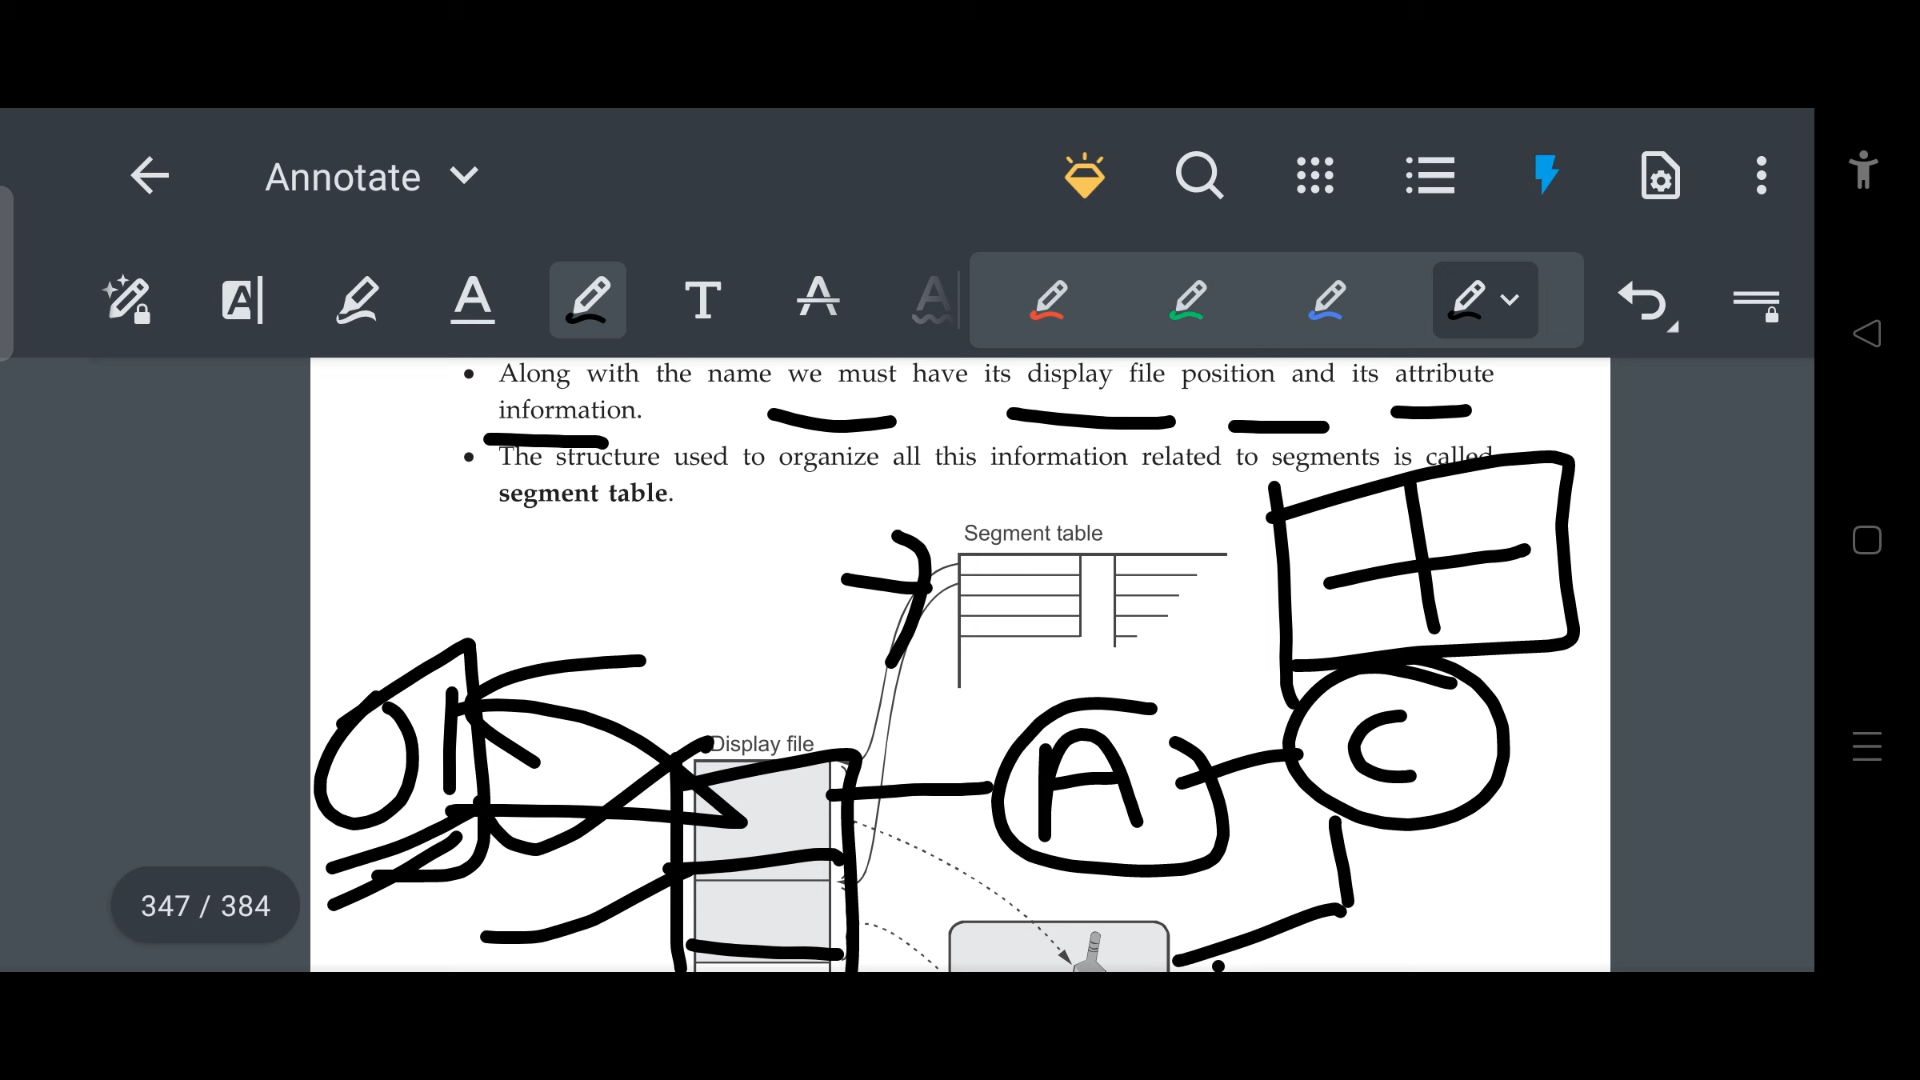 Annotate
A A T A A
Along with the name we must have its display file position and its attribute
information.
The structure used to organize all this information related to segments is called
segment table.
Segment table
Display file
OK
A
C
347 / 384